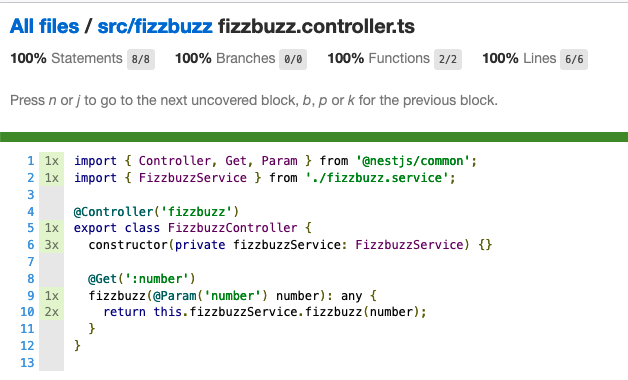 All files / src/fizzbuzz fizzbuzz.controller.ts
100% Statements 8/8 100% Branches 0/0 100% Functions 2/2 100% Lines 6/6
Press n or j to go to the next uncovered block, b, p or k for the previous block.
1 1x import { Controller, Get, Param } from '@nestjs/common';
2 1x import { FizzbuzzService } from './fizzbuzz.service';
3
4 @Controller('fizzbuzz')
5 1x export class FizzbuzzController {
6 3x constructor(private fizzbuzzService: FizzbuzzService) {}
7
8 @Get(':number')
9 1x fizzbuzz(@Param('number') number): any {
10 2x return this.fizzbuzzService.fizzbuzz(number);
11 }
12 }
13